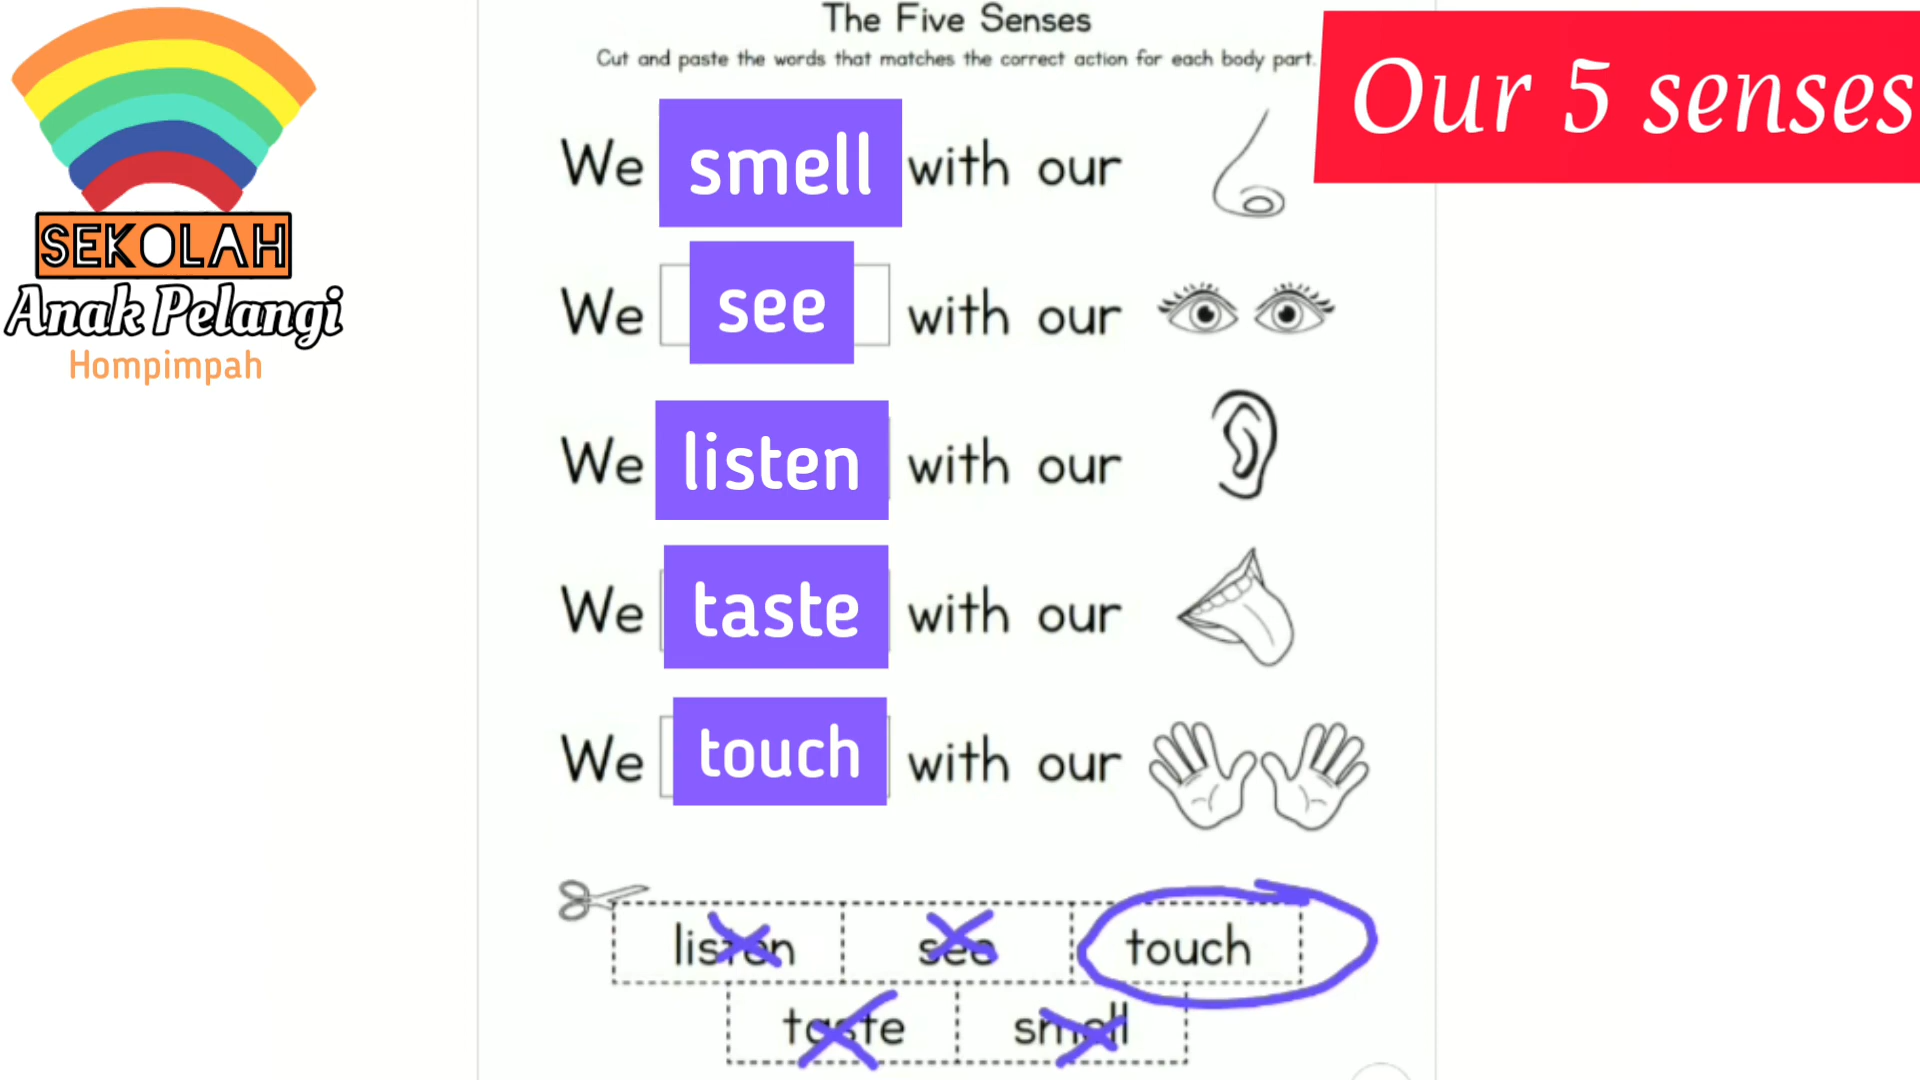 The Five Senses
Cut and paste the words that matches the correct action for each body part.
Our 5 senses
SEKOLAH
Anak Pelangi
Hompimpah
We smell with our
We see with our
We listen with our
We taste with our
We touch with our
listen see touch
taste smell